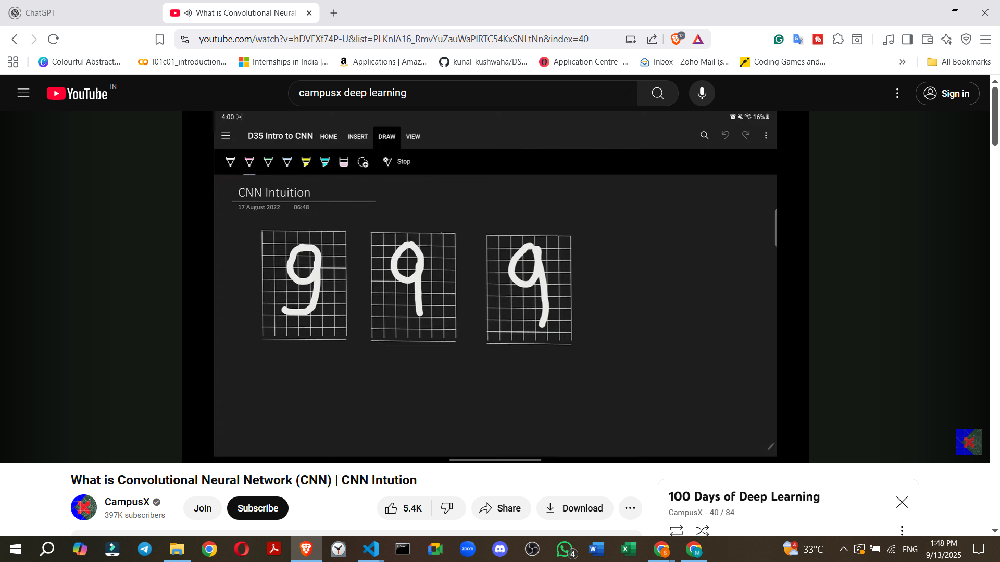 ChatGPT
What is Convolutional Neural
youtube.com/watch?v=hDVFXf74P-U&list=PLKnIA16_RmvYuZauWaPlRTC54KxSNLtNn&index=40
12
Colourful Abstract...
l01c01_introduction...
Internships in India |...
Applications | Amaz...
kunal-kushwaha/DS...
Application Centre -...
Inbox - Zoho Mail (s...
Coding Games and...
All Bookmarks
YouTube IN
campusx deep learning
Sign in
4:00
16%
D35 Intro to CNN
HOME
INSERT
DRAW
VIEW
Stop
CNN Intuition
17 August 2022 06:48
9 9 9
What is Convolutional Neural Network (CNN) | CNN Intution
CampusX
397K subscribers
Join
Subscribe
5.4K
Share
Download
100 Days of Deep Learning
CampusX - 40 / 84
zoom
4
S
M
4
33°C
ENG
1:48 PM
9/13/2025